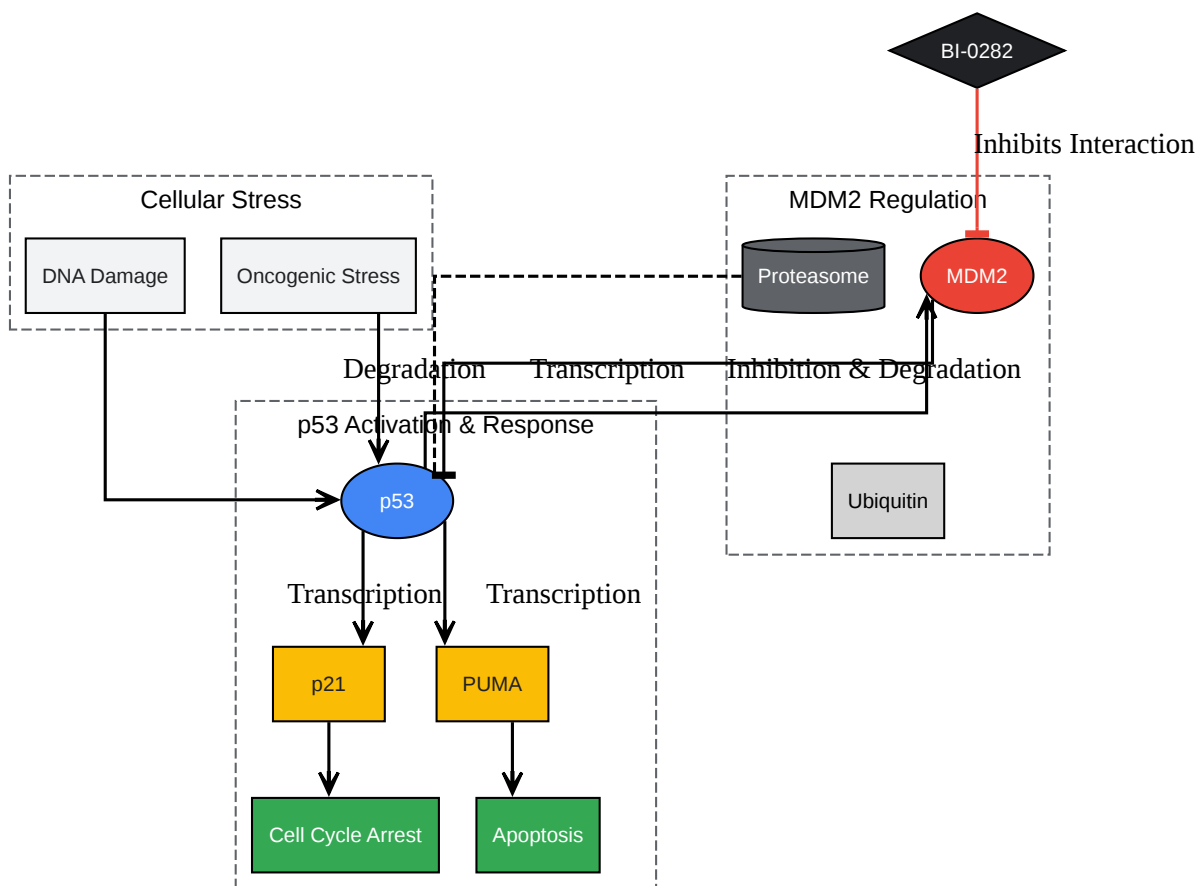 BI-0282
Inhibits Interaction
Cellular Stress
MDM2 Regulation
DNA Damage
Oncogenic Stress
Proteasome
MDM2
Degradation
Transcription
Inhibition & Degradation
p53 Activation & Response
p53
Ubiquitin
Transcription
Transcription
p21
PUMA
Cell Cycle Arrest
Apoptosis